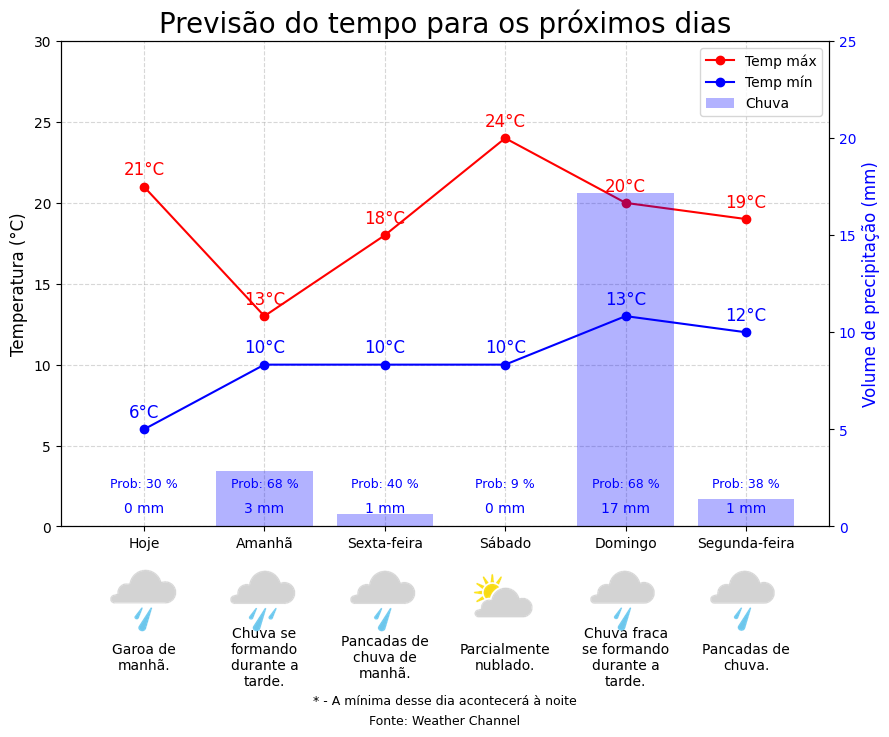 Previsão do tempo para os próximos dias
Temperatura (°C)
Volume de precipitação (mm)
30
25
20
15
10
5
0
25
20
15
10
5
0
Temp máx
Temp mín
Chuva
21°C
13°C
18°C
24°C
20°C
19°C
6°C
10°C
10°C
10°C
13°C
12°C
Prob: 30 %
Prob: 68 %
Prob: 40 %
Prob: 9 %
Prob: 68 %
Prob: 38 %
0 mm
3 mm
1 mm
0 mm
17 mm
1 mm
Hoje
Amanhã
Sexta-feira
Sábado
Domingo
Segunda-feira
Garoa de
manhã.
Chuva se
formando
durante a
tarde.
Pancadas de
chuva de
manhã.
Parcialmente
nublado.
Chuva fraca
se formando
durante a
tarde.
Pancadas de
chuva.
* - A mínima desse dia acontecerá à noite
Fonte: Weather Channel